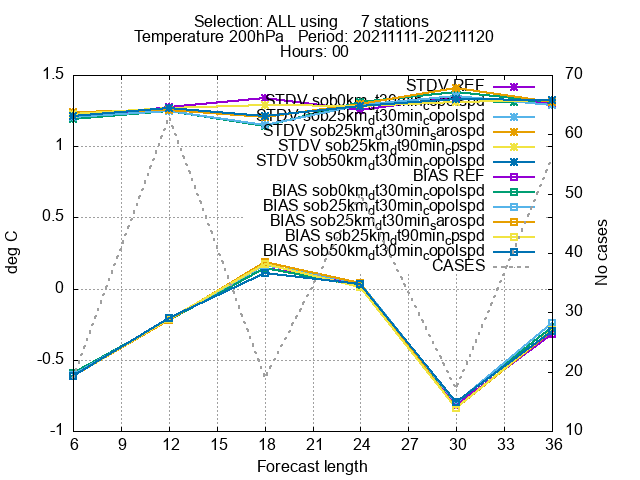 Selection: ALL using 7 stations
Temperature 200hPa Period: 20211111-20211120
Hours: 00
STDV REF
STDV sob0km_dt30min_copolspd
STDV sob25km_dt30min_copolspd
STDV sob25km_dt30min_sarospd
STDV sob25km_dt90min_cpspd
STDV sob50km_dt30min_copolspd
BIAS REF
BIAS sob0km_dt30min_copolspd
BIAS sob25km_dt30min_copolspd
BIAS sob25km_dt30min_sarospd
BIAS sob25km_dt90min_cpspd
BIAS sob50km_dt30min_copolspd
CASES
deg C
1.5
1
0.5
0
-0.5
-1
No cases
70
60
50
40
30
20
10
6 9 12 15 18 21 24 27 30 33 36
Forecast length